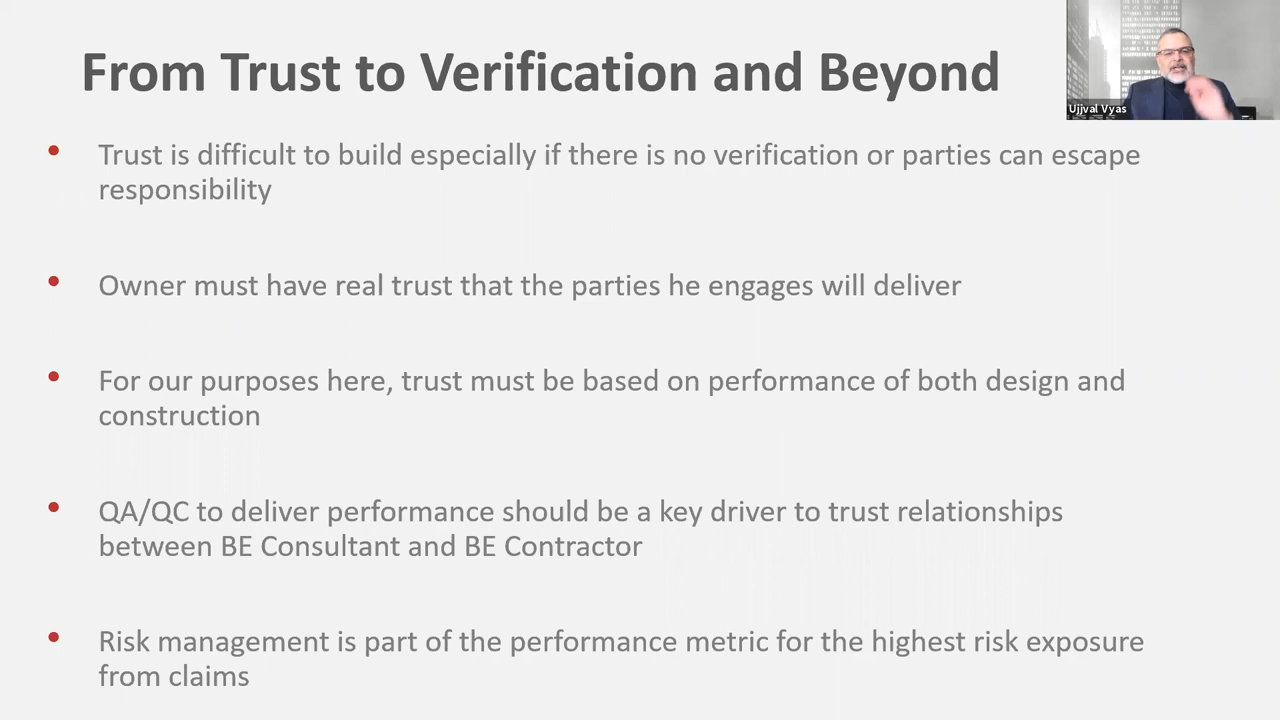 From Trust to Verification and Beyond
Ujjval Vyas
• Trust is difficult to build especially if there is no verification or parties can escape
responsibility
• Owner must have real trust that the parties he engages will deliver
• For our purposes here, trust must be based on performance of both design and
construction
• QA/QC to deliver performance should be a key driver to trust relationships
between BE Consultant and BE Contractor
• Risk management is part of the performance metric for the highest risk exposure
from claims